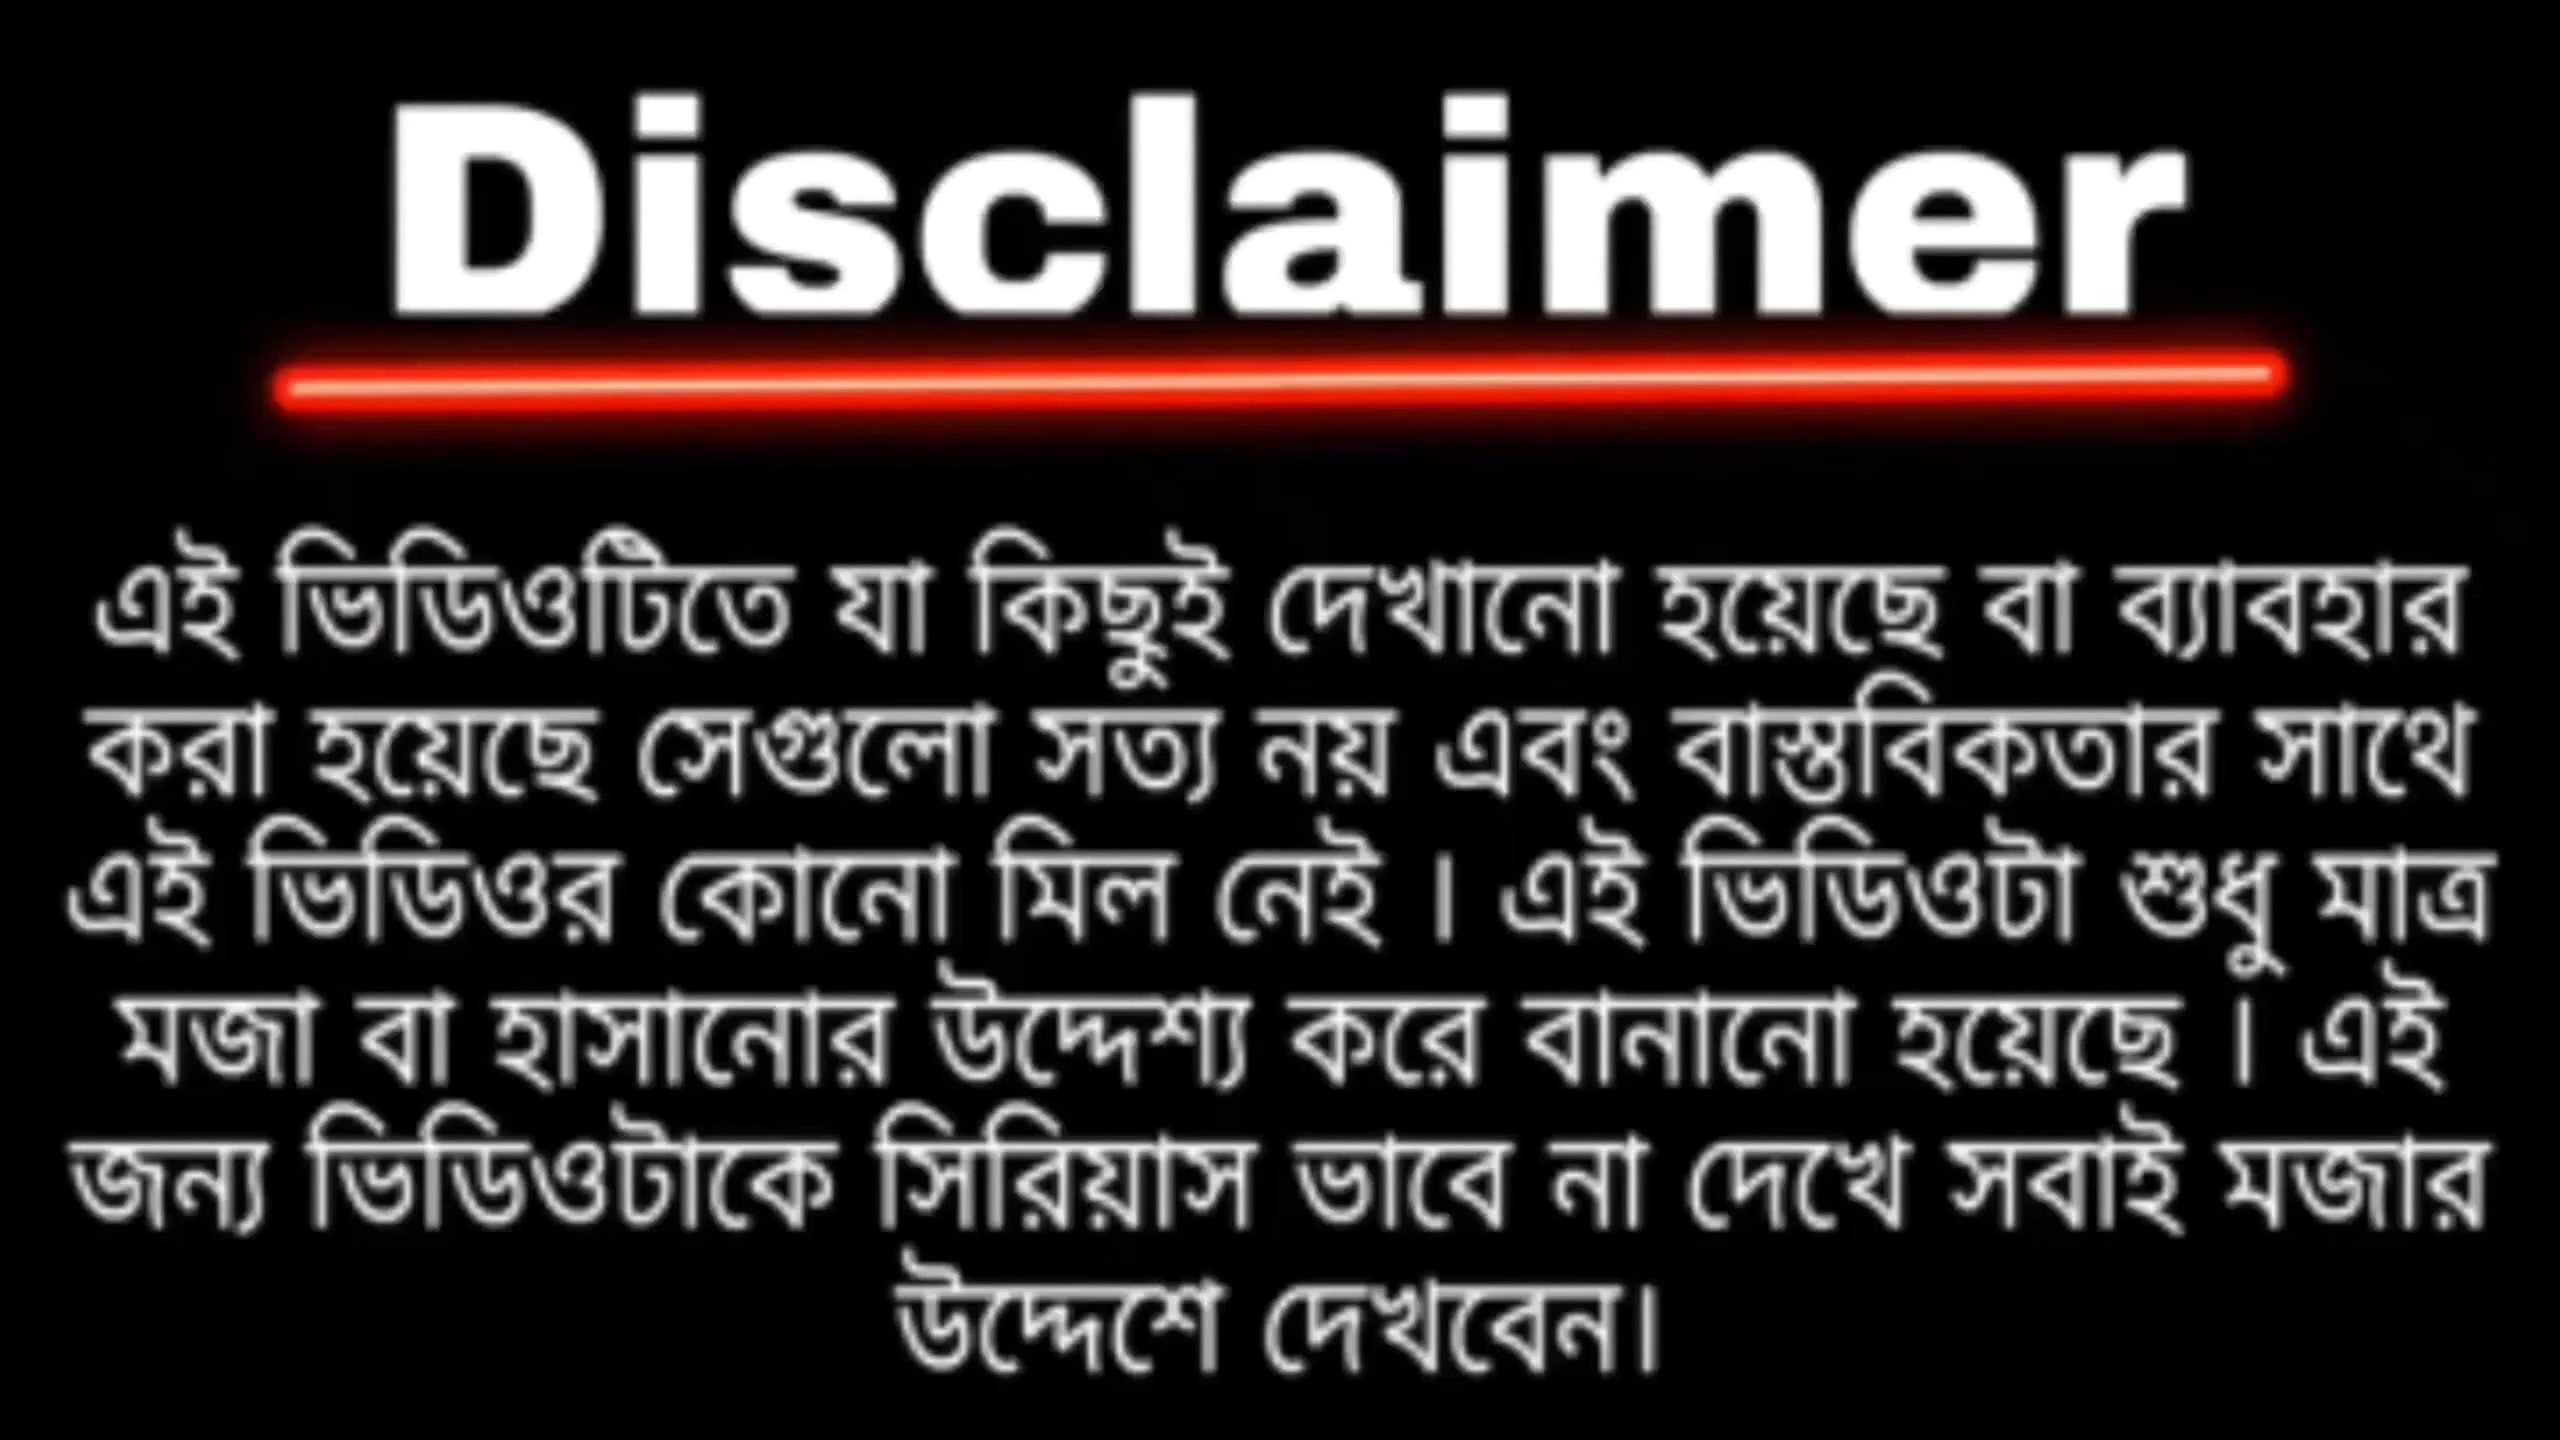 Disclaimer
এই ভিডিওটিতে যা কিছুই দেখানো হয়েছে বা ব্যাবহার
করা হয়েছে সেগুলো সত্য নয় এবং বাস্তবিকতার সাথে
এই ভিডিওর কোনো মিল নেই । এই ভিডিওটা শুধু মাত্র
মজা বা হাসানোর উদ্দেশ্য করে বানানো হয়েছে । এই
জন্য ভিডিওটাকে সিরিয়াস ভাবে না দেখে সবাই মজার
উদ্দেশে দেখবেন।